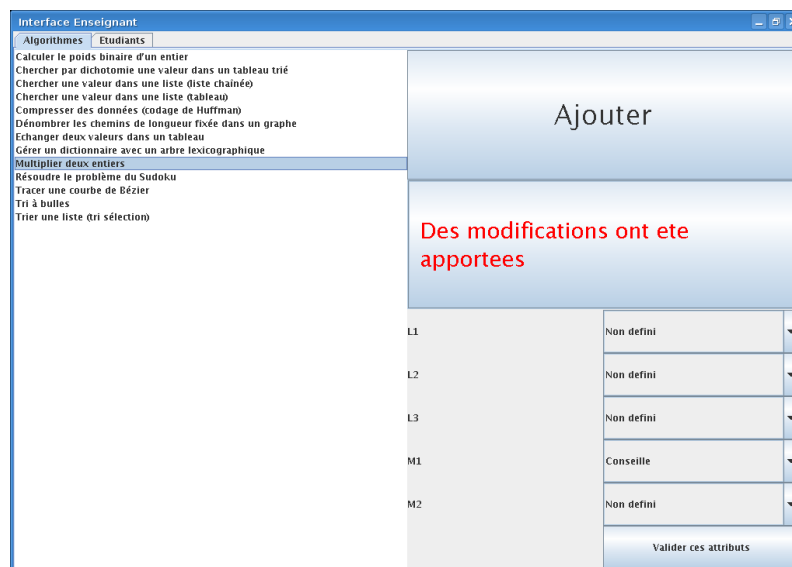 Interface Enseignant
Algorithmes Etudiants
Calculer le poids binaire d'un entier
Chercher par dichotomie une valeur dans un tableau trié
Chercher une valeur dans une liste (liste chaînée)
Chercher une valeur dans une liste (tableau)
Compresser des données (codage de Huffman)
Dénombrer les chemins de longueur fixée dans un graphe
Echanger deux valeurs dans un tableau
Gérer un dictionnaire avec un arbre lexicographique
Multiplier deux entiers
Résoudre le problème du Sudoku
Tracer une courbe de Bézier
Tri à bulles
Trier une liste (tri sélection)
Ajouter
Des modifications ont ete
apportees
L1 Non defini
L2 Non defini
L3 Non defini
M1 Conseille
M2 Non defini
Valider ces attributs